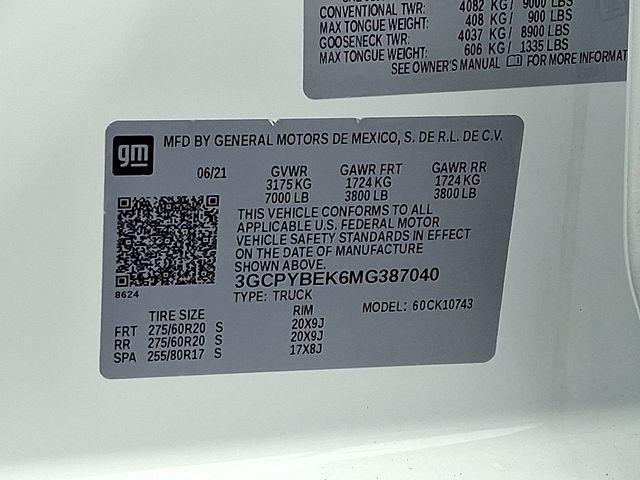 CONVENTIONAL TWR: 4082 KG/ 9000 LBS
MAX TONGUE WEIGHT: 408 KG/ 900 LBS
GOOSENECK TWR: 4037 KG/ 8900 LBS
MAX TONGUE WEIGHT: 606 KG/ 1335 LBS
SEE OWNER'S MANUAL FOR MORE
gm
MFD BY GENERAL MOTORS DE MEXICO, S. DE R.L. DE C.V.
06/21 GVWR GAWR FRT GAWR RR
3175 KG 1724 KG 1724 KG
7000 LB 3800 LB 3800 LB
THIS VEHICLE CONFORMS TO ALL
APPLICABLE U.S. FEDERAL MOTOR
VEHICLE SAFETY STANDARDS IN EFFECT
ON THE DATE OF MANUFACTURE
SHOWN ABOVE.
3GCPYBEK6MG387040
8624
TYPE: TRUCK MODEL: 60CK10743
TIRE SIZE RIM
FRT 275/60R20 S 20X9J
RR 275/60R20 S 20X9J
SPA 255/80R17 S 17X8J